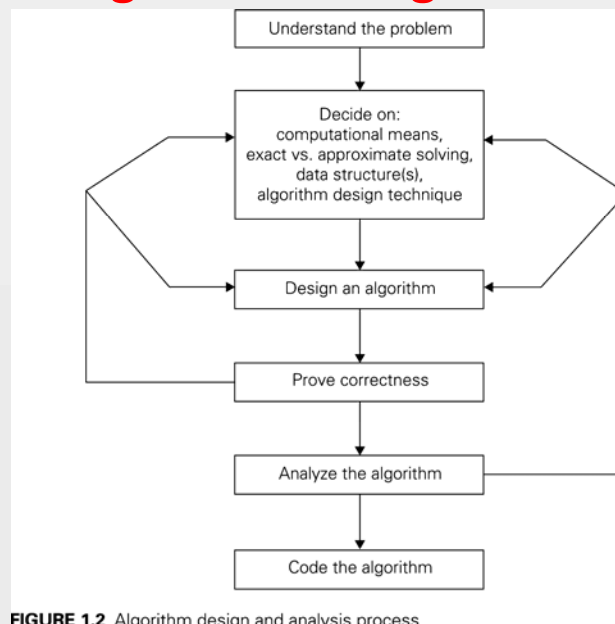 Understand the problem
Decide on:
computational means,
exact vs. approximate solving,
data structure(s),
algorithm design technique
Design an algorithm
Prove correctness
Analyze the algorithm
Code the algorithm
FIGURE 1.2 Algorithm design and analysis process